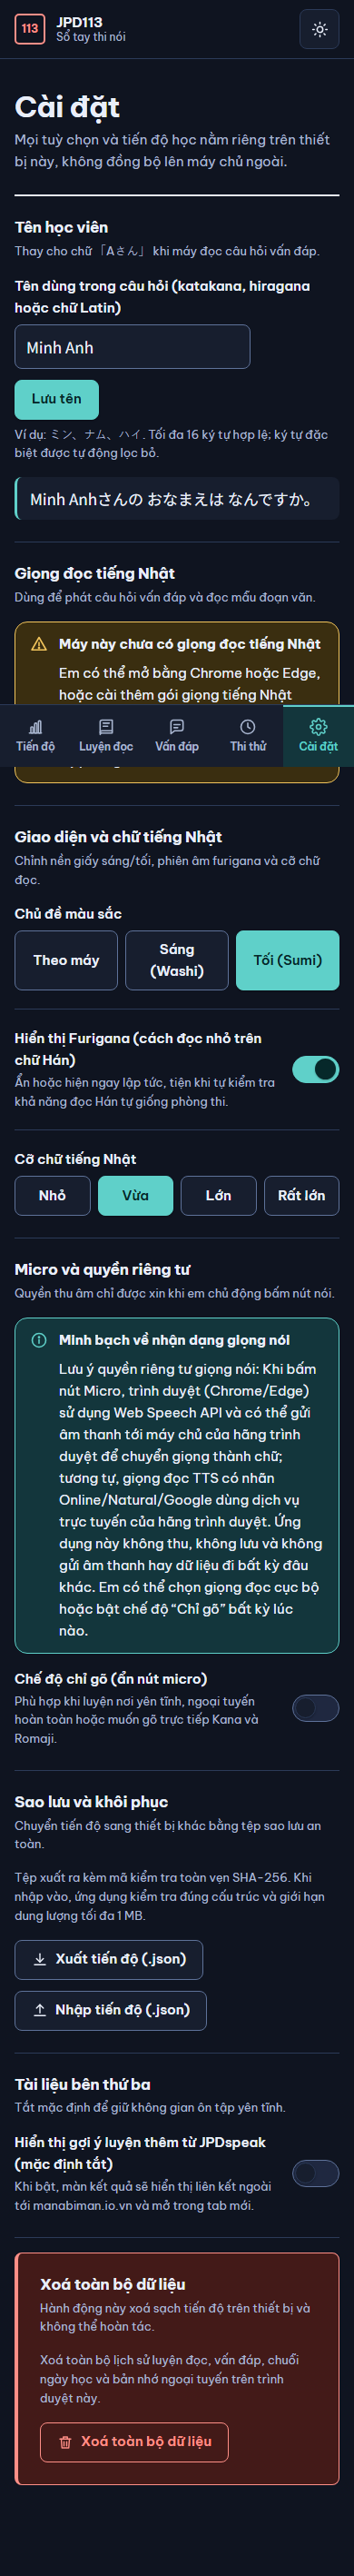 113
JPD113
Sổ tay thi nói
Cài đặt
Mọi tuỳ chọn và tiến độ học nằm riêng trên thiết
bị này, không đồng bộ lên máy chủ ngoài.
Tên học viên
Thay cho chữ 「Aさん」 khi máy đọc câu hỏi vấn đáp.
Tên dùng trong câu hỏi (katakana, hiragana
hoặc chữ Latin)
Minh Anh
Lưu tên
Ví dụ: ミン、ナム、ハイ. Tối đa 16 ký tự hợp lệ; ký tự đặc
biệt được tự động lọc bỏ.
Minh Anhさんの おなまえは なんですか。
Giọng đọc tiếng Nhật
Dùng để phát câu hỏi vấn đáp và đọc mẫu đoạn văn.
Máy này chưa có giọng đọc tiếng Nhật
Em có thể mở bằng Chrome hoặc Edge,
hoặc cài thêm gói giọng tiếng Nhật
Tiến độ
Luyện đọc
Vấn đáp
Thi thử
Cài đặt
Giao diện và chữ tiếng Nhật
Chỉnh nền giấy sáng/tối, phiên âm furigana và cỡ chữ
đọc.
Chủ đề màu sắc
Theo máy
Sáng
(Washi)
Tối (Sumi)
Hiển thị Furigana (cách đọc nhỏ trên
chữ Hán)
Ẩn hoặc hiện ngay lập tức, tiện khi tự kiểm tra
khả năng đọc Hán tự giống phòng thi.
Cỡ chữ tiếng Nhật
Nhỏ
Vừa
Lớn
Rất lớn
Micro và quyền riêng tư
Quyền thu âm chỉ được xin khi em chủ động bấm nút nói.
Minh bạch về nhận dạng giọng nói
Lưu ý quyền riêng tư giọng nói: Khi bấm
nút Micro, trình duyệt (Chrome/Edge)
sử dụng Web Speech API và có thể gửi
âm thanh tới máy chủ của hãng trình
duyệt để chuyển giọng thành chữ;
tương tự, giọng đọc TTS có nhãn
Online/Natural/Google dùng dịch vụ
trực tuyến của hãng trình duyệt. Ứng
dụng này không thu, không lưu và không
gửi âm thanh hay dữ liệu đi bất kỳ đâu
khác. Em có thể chọn giọng đọc cục bộ
hoặc bật chế độ “Chỉ gõ” bất kỳ lúc
nào.
Chế độ chỉ gõ (ẩn nút micro)
Phù hợp khi luyện nơi yên tĩnh, ngoại tuyến
hoàn toàn hoặc muốn gõ trực tiếp Kana và
Romaji.
Sao lưu và khôi phục
Chuyển tiến độ sang thiết bị khác bằng tệp sao lưu an
toàn.
Tệp xuất ra kèm mã kiểm tra toàn vẹn SHA-256. Khi
nhập vào, ứng dụng kiểm tra đúng cấu trúc và giới hạn
dung lượng tối đa 1 MB.
Xuất tiến độ (.json)
Nhập tiến độ (.json)
Tài liệu bên thứ ba
Tắt mặc định để giữ không gian ôn tập yên tĩnh.
Hiển thị gợi ý luyện thêm từ JPDspeak
(mặc định tắt)
Khi bật, màn kết quả sẽ hiển thị liên kết ngoài
tới manabiman.io.vn và mở trong tab mới.
Xoá toàn bộ dữ liệu
Hành động này xoá sạch tiến độ trên thiết bị và
không thể hoàn tác.
Xoá toàn bộ lịch sử luyện đọc, vấn đáp, chuỗi
ngày học và bản nhớ ngoại tuyến trên trình
duyệt này.
Xoá toàn bộ dữ liệu